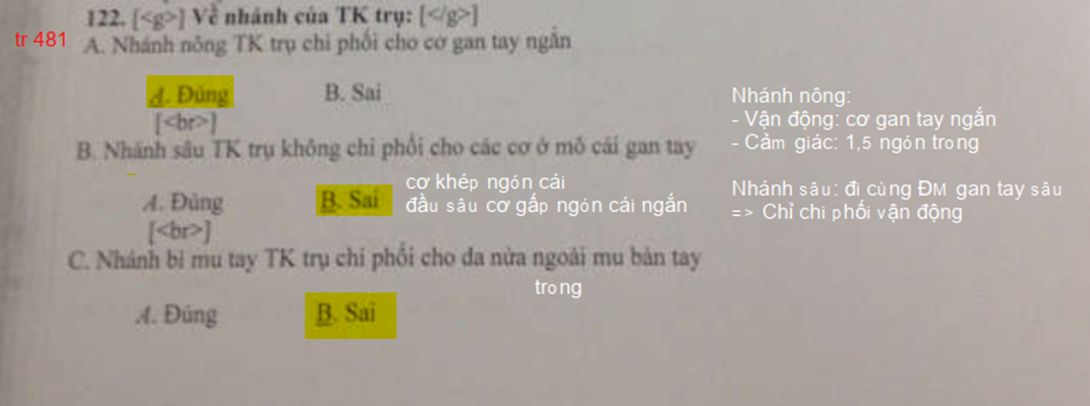 122. [<g>] Về nhánh của TK trụ: [</g>]
tr 481
A. Nhánh nông TK trụ chi phối cho cơ gan tay ngắn
A. Đúng B. Sai
[<br>]
B. Nhánh sâu TK trụ không chi phối cho các cơ ở mô cái gan tay
A. Đúng B. Sai
cơ khép ngón cái
đầu sâu cơ gấp ngón cái ngắn
[<br>]
C. Nhánh bì mu tay TK trụ chi phối cho da nửa ngoài mu bàn tay
trong
A. Đúng B. Sai
Nhánh nông:
- Vận động: cơ gan tay ngắn
- Cảm giác: 1,5 ngón trong
Nhánh sâu: đi cùng ĐM gan tay sâu
=> Chỉ chi phối vận động